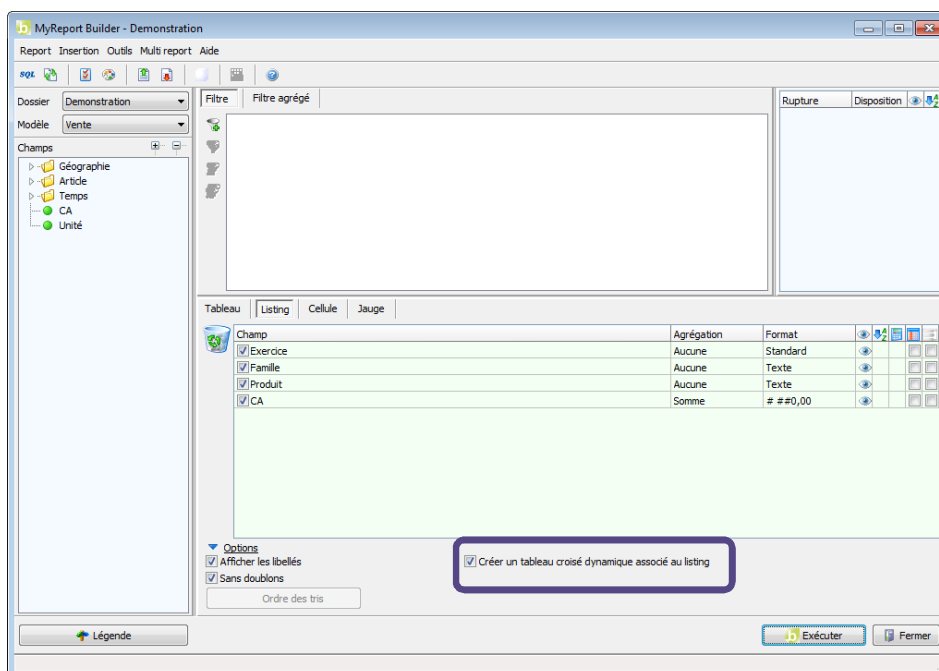 MyReport Builder - Demonstration
Report Insertion Outils Multi report Aide
SQL
Dossier Demonstration
Modèle Vente
Champs
Géographie
Article
Temps
CA
Unité
Filtre Filtre agrégé
Rupture Disposition
Tableau Listing Cellule Jauge
Champ Agrégation Format
Exercice Aucune Standard
Famille Aucune Texte
Produit Aucune Texte
CA Somme # ##0,00
Options
Afficher les libellés Créer un tableau croisé dynamique associé au listing
Sans doublons
Ordre des tris
Légende Exécuter Fermer